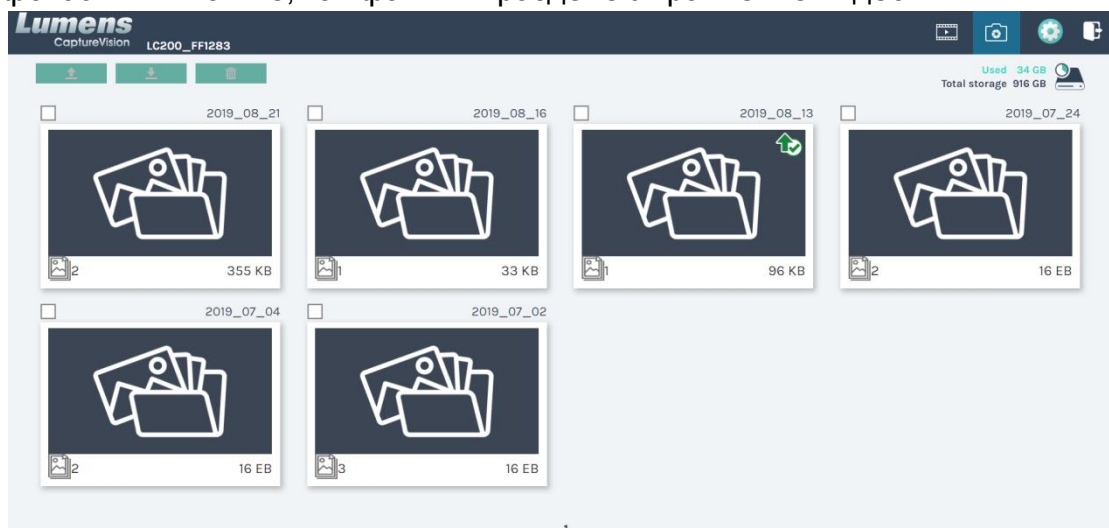 Lumens
CaptureVision LC200_FF1283
Used 34 GB
Total storage 916 GB
2019_08_21
2019_08_16
2019_08_13
2019_07_24
2 355 KB
1 33 KB
1 96 KB
2 16 EB
2019_07_04
2019_07_02
2 16 EB
3 16 EB